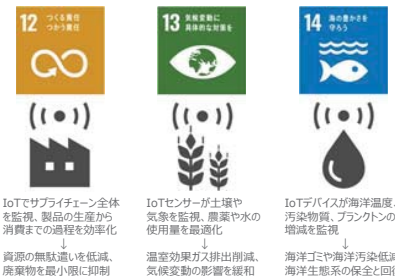 12 つくる責任
つかう責任
13 気候変動に
具体的な対策を
14 海の豊かさを
守ろう
IoTでサプライチェーン全体
を監視、製品の生産から
消費までの過程を効率化
↓
資源の無駄遣いを低減、
廃棄物を最小限に抑制
IoTセンサーが土壌や
気象を監視、農薬や水の
使用量を最適化
↓
温室効果ガス排出削減、
気候変動の影響を緩和
IoTデバイスが海洋温度、
汚染物質、プランクトンの
増減を監視
↓
海洋ゴミや海洋汚染低減
海洋生態系の保全と回復